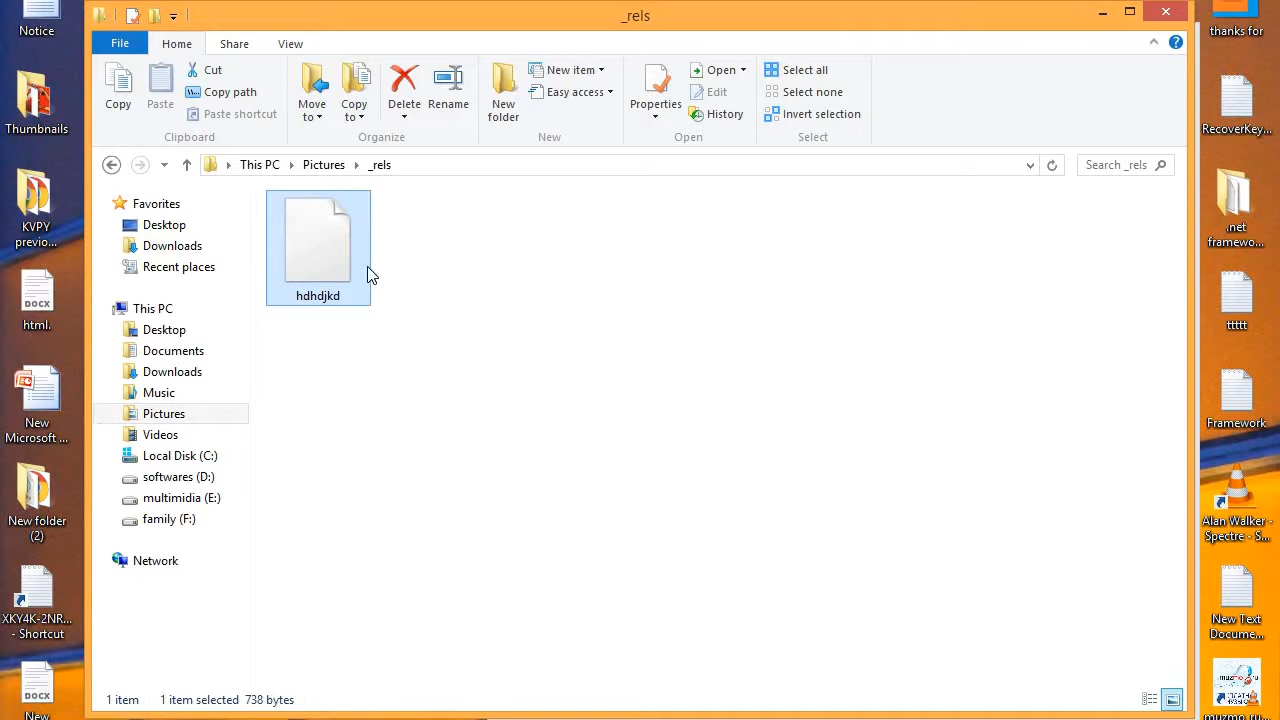 _rels
File
Home
Share
View
Copy
Paste
Cut
Copy path
Paste shortcut
Clipboard
Move
to
Copy
to
Delete
Rename
Organize
New
folder
New item
Easy access
New
Properties
Open
Edit
History
Open
Select all
Select none
Invert selection
Select
This PC
Pictures
_rels
Search _rels
Favorites
Desktop
Downloads
Recent places
This PC
Desktop
Documents
Downloads
Music
Pictures
Videos
Local Disk (C:)
softwares (D:)
multimidia (E:)
family (F:)
Network
hdhdjkd
1 item
1 item selected
738 bytes
Notice
Thumbnails
KVPY
previo...
DOCX
html.
New
Microsoft ...
New folder
(2)
XKY4K-2NR...
- Shortcut
DOCX
New
thanks for
RecoverKey...
.net
framewo...
ttttt
Framework
Alan Walker -
Spectre - S...
New Text
Docume...
muzmo.ru
muzmo_ru...